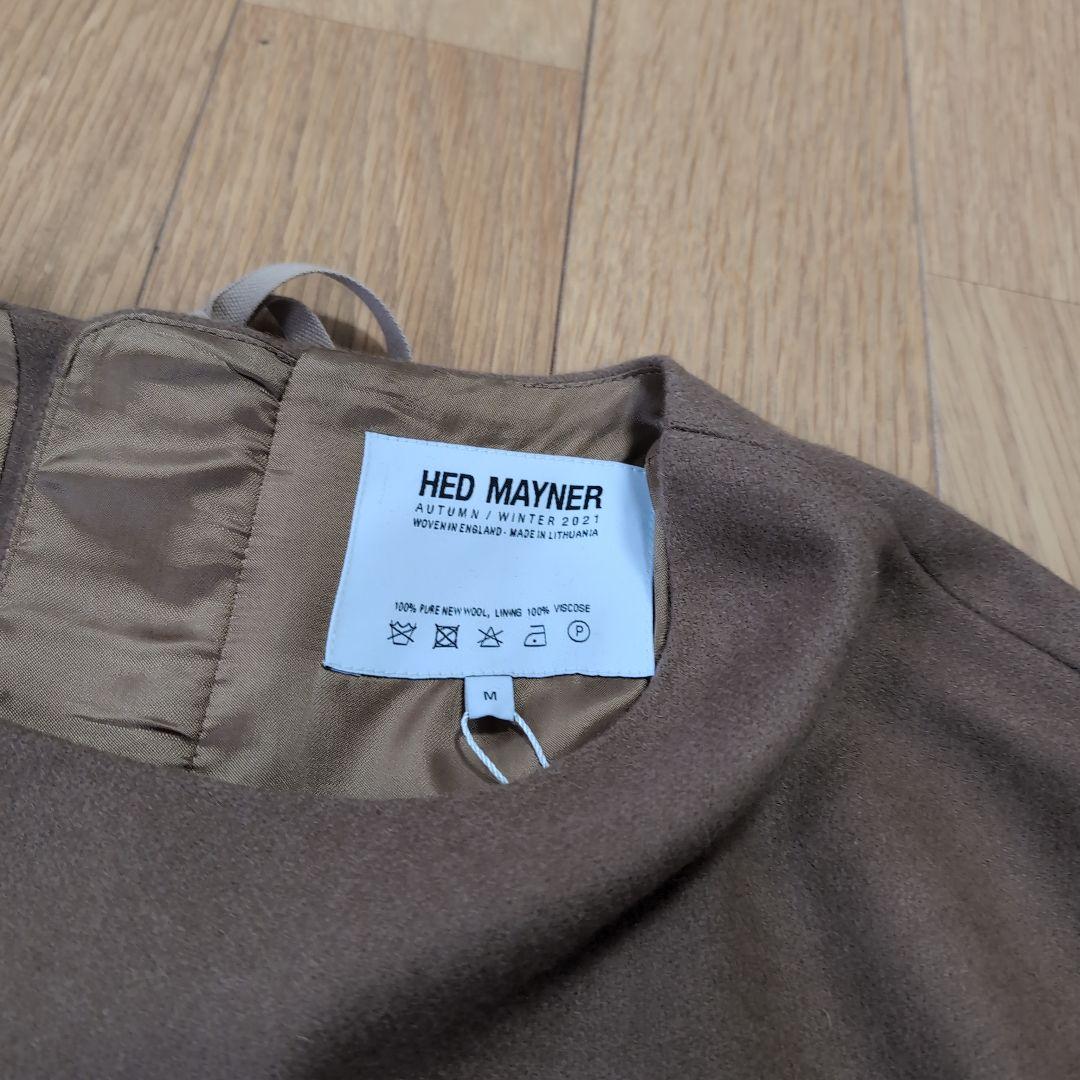 HED MAYNER
AUTUMN / WINTER 2021
WOVEN IN ENGLAND - MADE IN LITHUANIA
100% PURE NEW WOOL, LINING 100% VISCOSE
P
M